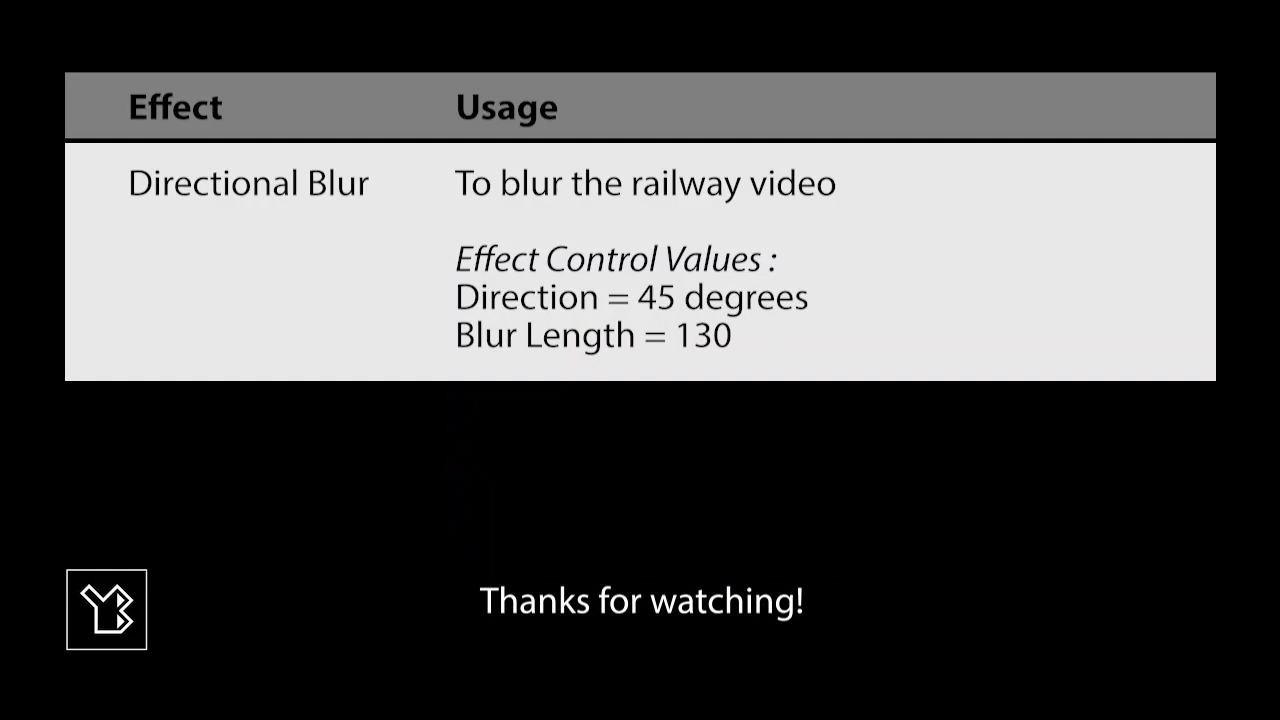 Effect Usage
Directional Blur To blur the railway video
Effect Control Values :
Direction = 45 degrees
Blur Length = 130
Thanks for watching!